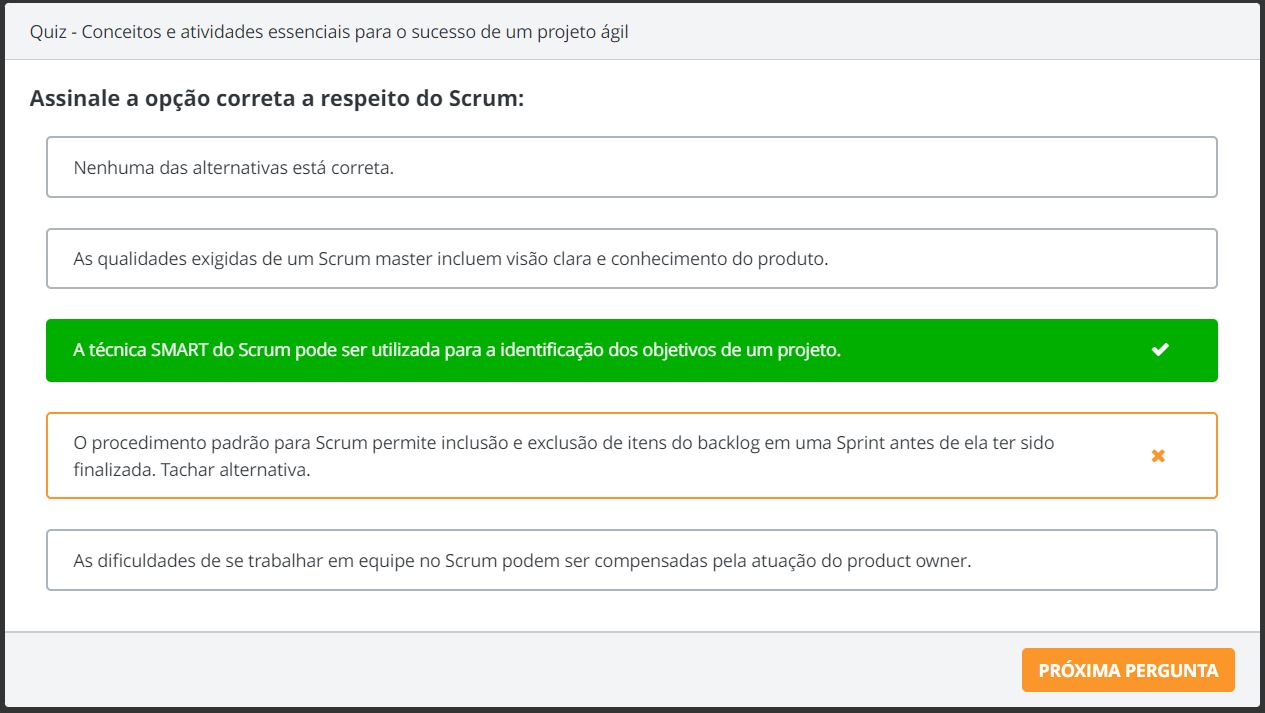 Quiz - Conceitos e atividades essenciais para o sucesso de um projeto ágil
Assinale a opção correta a respeito do Scrum:
Nenhuma das alternativas está correta.
As qualidades exigidas de um Scrum master incluem visão clara e conhecimento do produto.
A técnica SMART do Scrum pode ser utilizada para a identificação dos objetivos de um projeto.
O procedimento padrão para Scrum permite inclusão e exclusão de itens do backlog em uma Sprint antes de ela ter sido
finalizada. Tachar alternativa.
As dificuldades de se trabalhar em equipe no Scrum podem ser compensadas pela atuação do product owner.
PRÓXIMA PERGUNTA